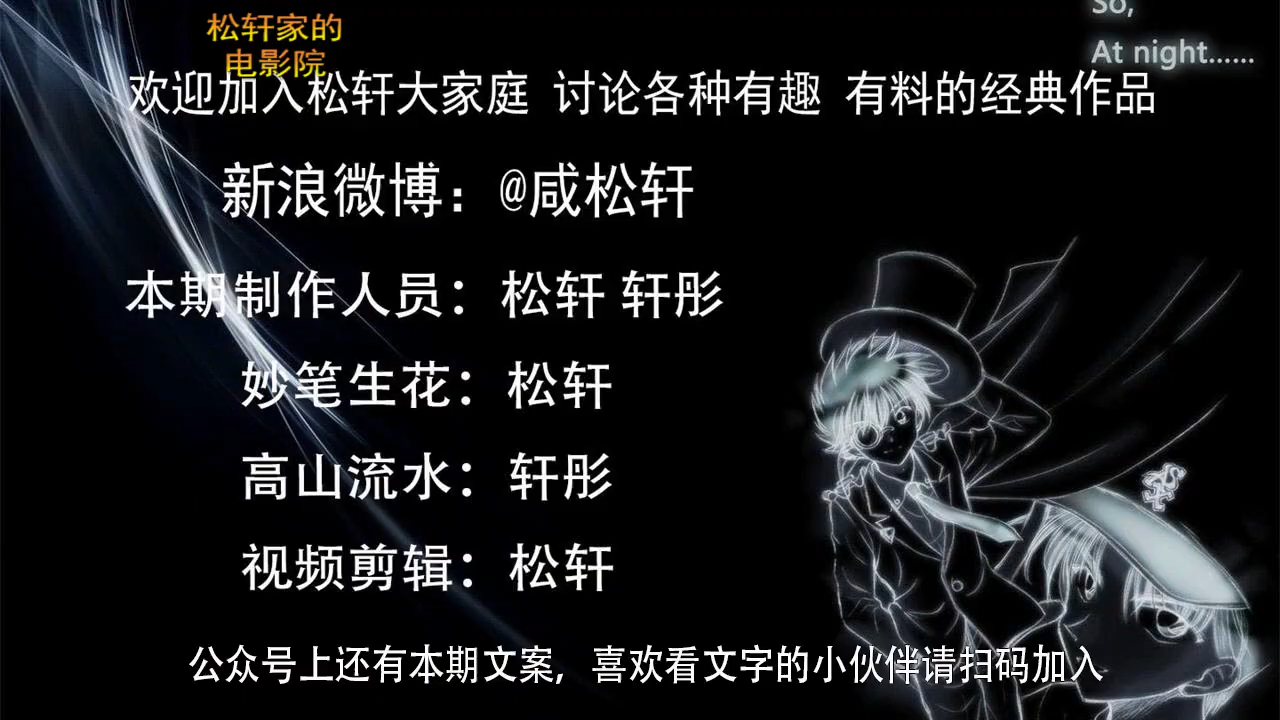 松轩家的
电影院
So,
At night......
欢迎加入松轩大家庭 讨论各种有趣 有料的经典作品
新浪微博：@咸松轩
本期制作人员：松轩 轩彤
妙笔生花：松轩
高山流水：轩彤
视频剪辑：松轩
公众号上还有本期文案，喜欢看文字的小伙伴请扫码加入